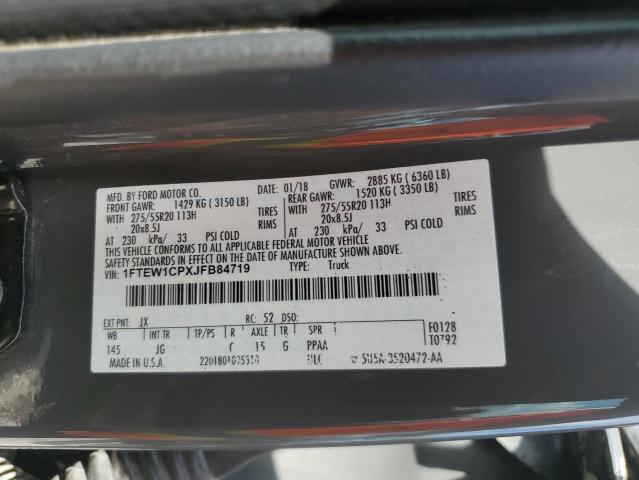 MFD. BY FORD MOTOR CO.
DATE: 01/18 GVWR: 2885 KG ( 6360 LB)
FRONT GAWR: 1429 KG ( 3150 LB) REAR GAWR: 1520 KG ( 3350 LB)
WITH 275/55R20 113H TIRES WITH 275/55R20 113H TIRES
20x8.5J RIMS 20x8.5J RIMS
AT 230 kPa/ 33 PSI COLD AT 230 kPa/ 33 PSI COLD
THIS VEHICLE CONFORMS TO ALL APPLICABLE FEDERAL MOTOR VEHICLE
SAFETY STANDARDS IN EFFECT ON THE DATE OF MANUFACTURE SHOWN ABOVE.
VIN: 1FTEW1CPXJFB84719 TYPE: Truck
EXT PNT: JX RC: 52 DSO:
WB INT TR TP/PS R AXLE TR SPR F0128
145 JG 15 G PPAA T0792
MADE IN U.S.A.